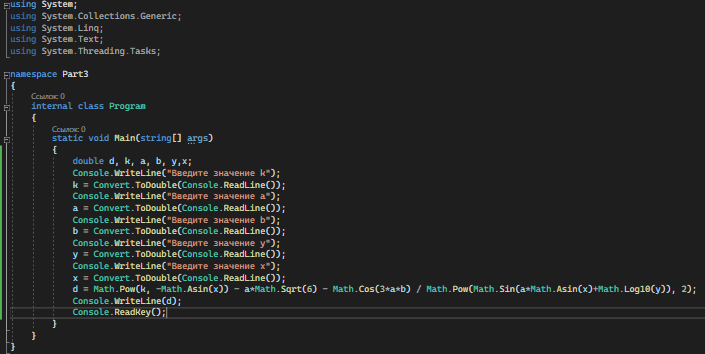 using System;
using System.Collections.Generic;
using System.Linq;
using System.Text;
using System.Threading.Tasks;
namespace Part3
{
Ссылок: 0
internal class Program
{
Ссылок: 0
static void Main(string[] args)
{
double d, k, a, b, y,x;
Console.WriteLine("Введите значение k");
k = Convert.ToDouble(Console.ReadLine());
Console.WriteLine("Введите значение a");
a = Convert.ToDouble(Console.ReadLine());
Console.WriteLine("Введите значение b");
b = Convert.ToDouble(Console.ReadLine());
Console.WriteLine("Введите значение y");
y = Convert.ToDouble(Console.ReadLine());
Console.WriteLine("Введите значение x");
x = Convert.ToDouble(Console.ReadLine());
d = Math.Pow(k, -Math.Asin(x)) - a*Math.Sqrt(6) - Math.Cos(3*a*b) / Math.Pow(Math.Sin(a*Math.Asin(x)+Math.Log10(y)), 2);
Console.WriteLine(d);
Console.ReadKey();
}
}
}